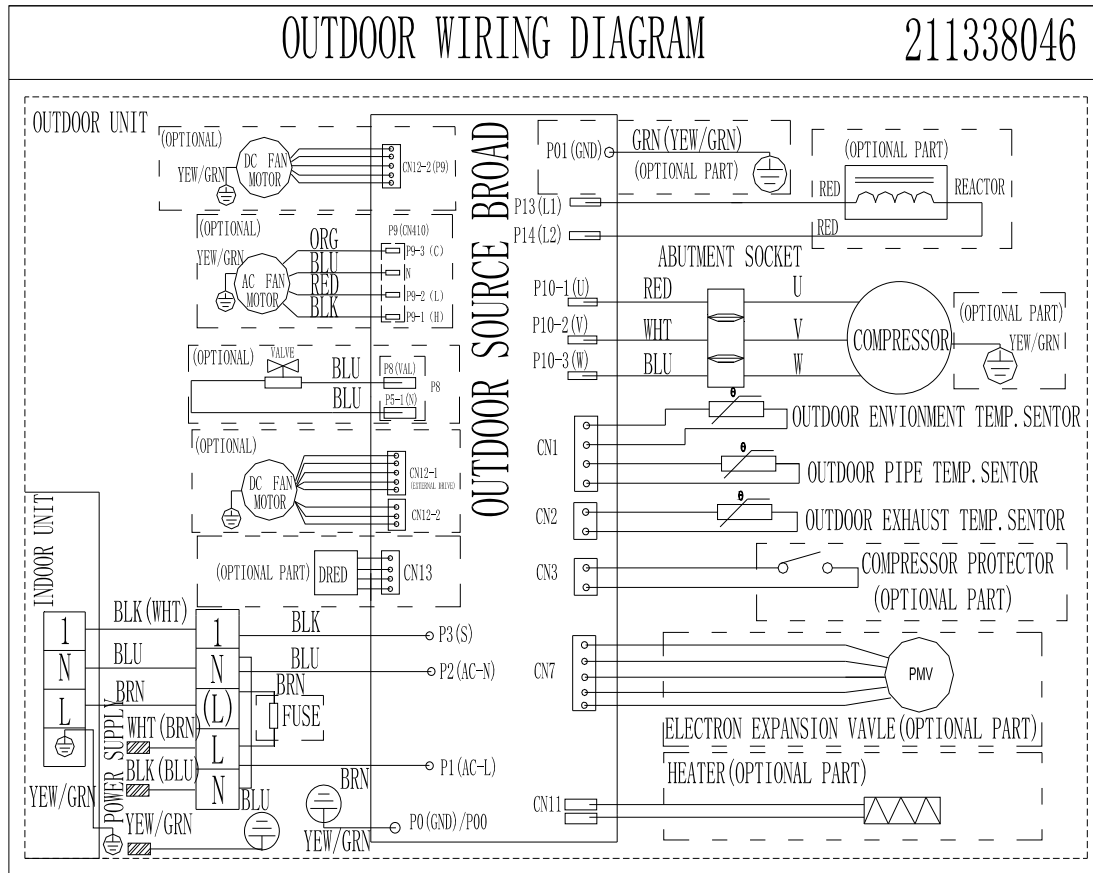 OUTDOOR WIRING DIAGRAM
211338046
OUTDOOR UNIT
(OPTIONAL)
DC FAN
MOTOR
YEW/GRN
CN12-2(P9)
(OPTIONAL)
YEW/GRN
AC FAN
MOTOR
ORG
BLU
RED
BLK
P9(CN410)
P9-3 (C)
N
P9-2 (L)
P9-1 (H)
(OPTIONAL)
VALVE
BLU
BLU
P8(VAL)
P5-1(N)
P8
(OPTIONAL)
DC FAN
MOTOR
CN12-1
(EXTERNAL DRIVE)
CN12-2
(OPTIONAL PART)
DRED
CN13
OUTDOOR SOURCE BROAD
P01(GND)
GRN(YEW/GRN)
(OPTIONAL PART)
(OPTIONAL PART)
RED
REACTOR
RED
P13(L1)
P14(L2)
ABUTMENT SOCKET
P10-1(U)
RED
U
P10-2(V)
WHT
V
P10-3(W)
BLU
W
COMPRESSOR
(OPTIONAL PART)
YEW/GRN
CN1
θ
OUTDOOR ENVIONMENT TEMP.SENTOR
θ
OUTDOOR PIPE TEMP.SENTOR
CN2
θ
OUTDOOR EXHAUST TEMP.SENTOR
CN3
COMPRESSOR PROTECTOR
(OPTIONAL PART)
CN7
PMV
ELECTRON EXPANSION VAVLE(OPTIONAL PART)
HEATER(OPTIONAL PART)
CN11
INDOOR UNIT
1
N
L
YEW/GRN
BLK(WHT)
BLU
BRN
WHT(BRN)
BLK(BLU)
YEW/GRN
POWER SUPPLY
1
N
(L)
L
N
BLK
P3(S)
BLU
P2(AC-N)
BRN
FUSE
P1(AC-L)
BLU
BRN
YEW/GRN
P0(GND)/P00